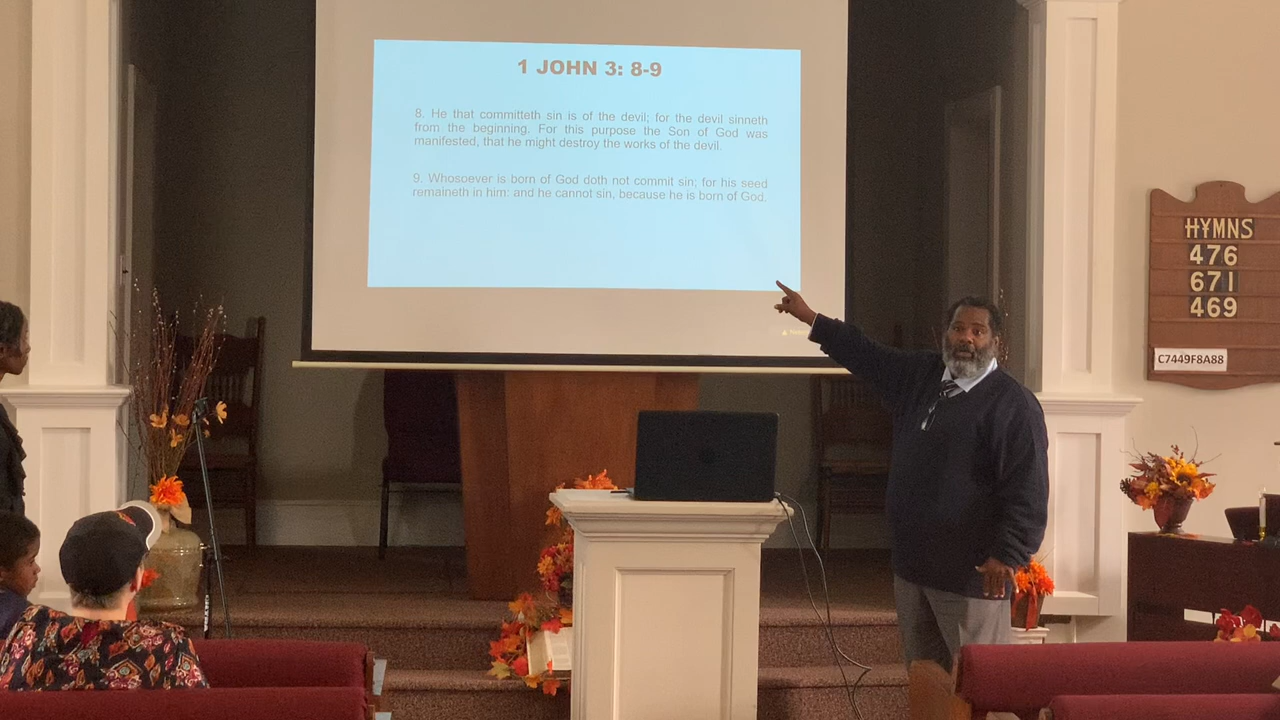 1 JOHN 3: 8-9
8. He that committeth sin is of the devil; for the devil sinneth
from the beginning. For this purpose the Son of God was
manifested, that he might destroy the works of the devil.
9. Whosoever is born of God doth not commit sin; for his seed
remaineth in him: and he cannot sin, because he is born of God.
HYMNS
476
671
469
C7449F8A88